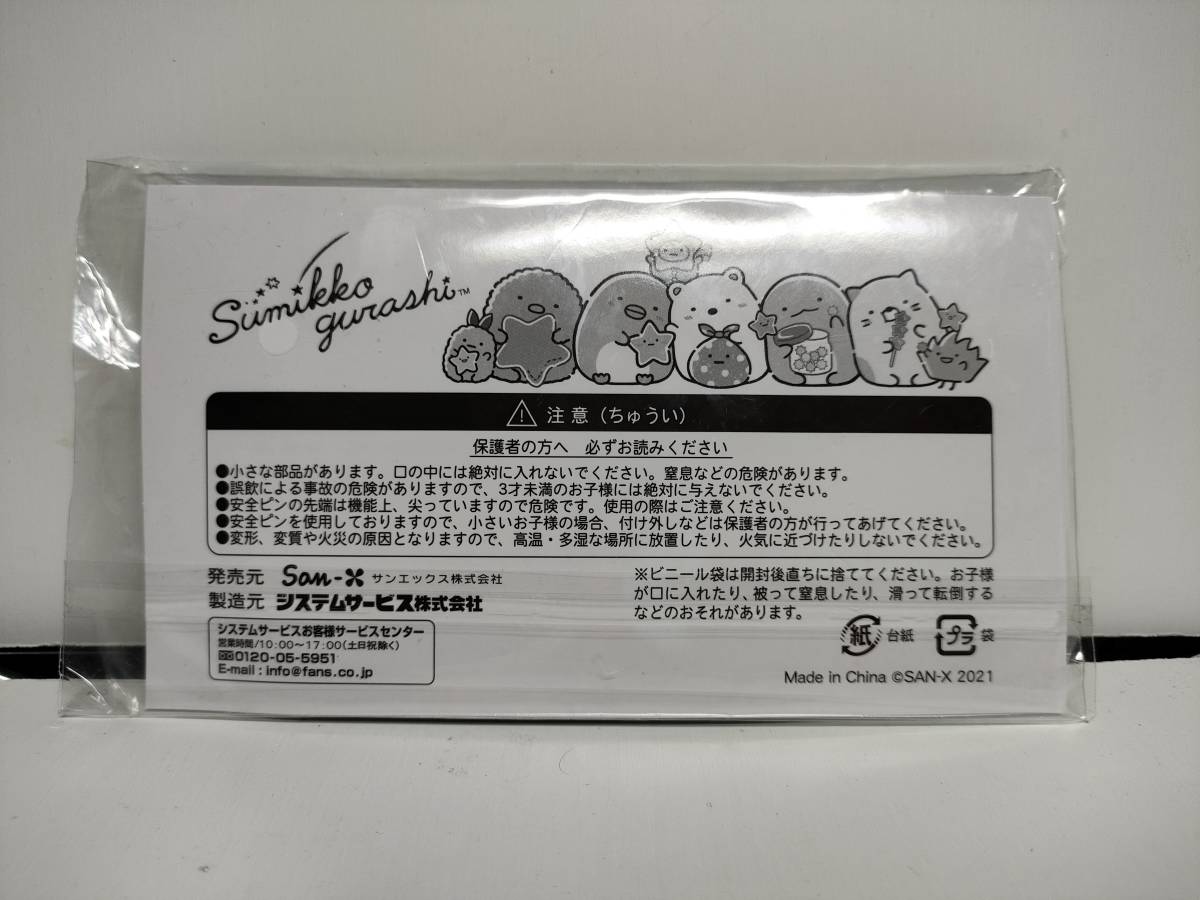 Sumikko
gurashi™
注意（ちゅうい）
保護者の方へ　必ずお読みください
●小さな部品があります。口の中には絶対に入れないでください。窒息などの危険があります。
●誤飲による事故の危険がありますので、3才未満のお子様には絶対に与えないでください。
●安全ピンの先端は機能上、尖っていますので危険です。使用の際はご注意ください。
●安全ピンを使用しておりますので、小さいお子様の場合、付け外しなどは保護者の方が行ってあげてください。
●変形、変質や火災の原因となりますので、高温・多湿な場所に放置したり、火気に近づけたりしないでください。
発売元 San-X サンエックス株式会社
製造元 システムサービス株式会社
システムサービスお客様サービスセンター
営業時間/10:00～17:00（土日祝除く）
0120-05-5951
E-mail : info@fans.co.jp
※ビニール袋は開封後直ちに捨ててください。お子様
が口に入れたり、被って窒息したり、滑って転倒する
などのおそれがあります。
紙 台紙 プラ 袋
Made in China ©SAN-X 2021